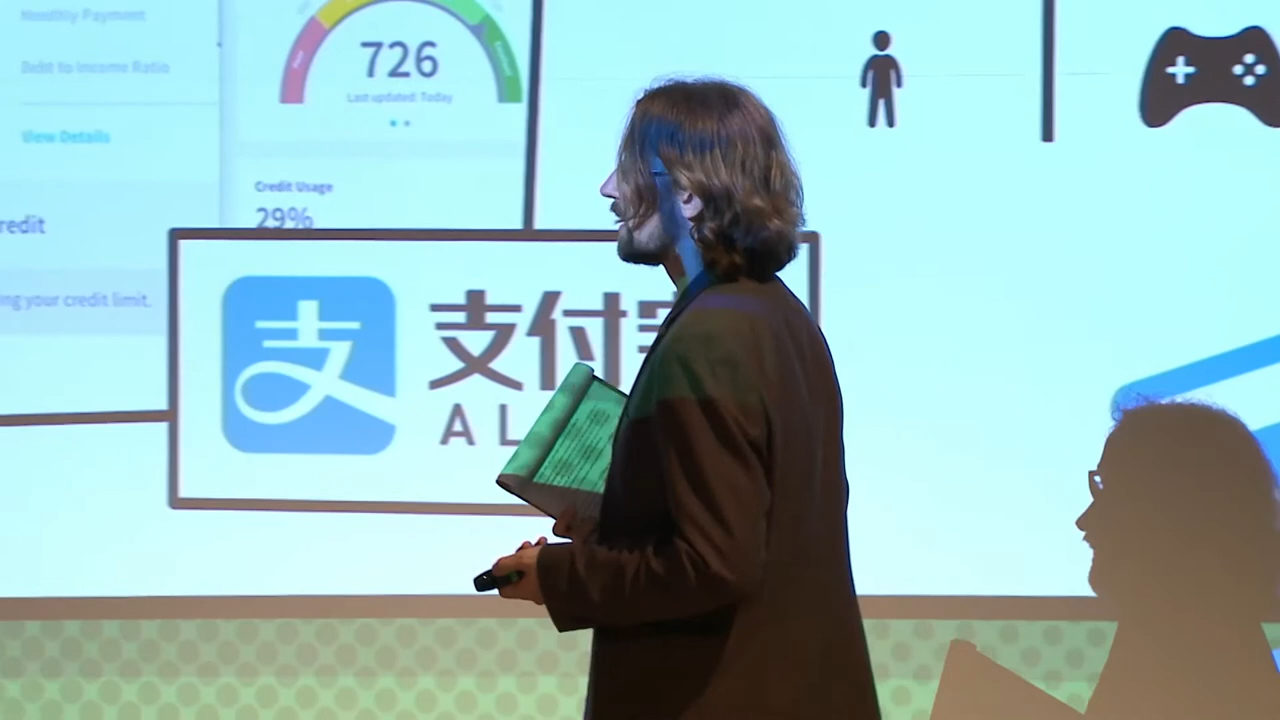 Monthly Payment
Debt to Income Ratio
View Details
redit
ng your credit limit.
726
Last updated: Today
Credit Usage
29%
支
支付
A L